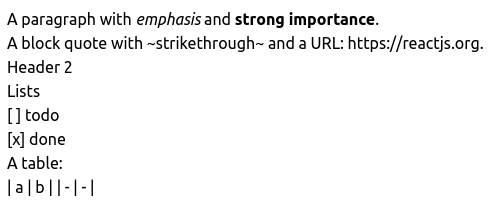 A paragraph with emphasis and strong importance.
A block quote with ~strikethrough~ and a URL: https://reactjs.org.
Header 2
Lists
[ ] todo
[x] done
A table:
| a | b | | - | - |